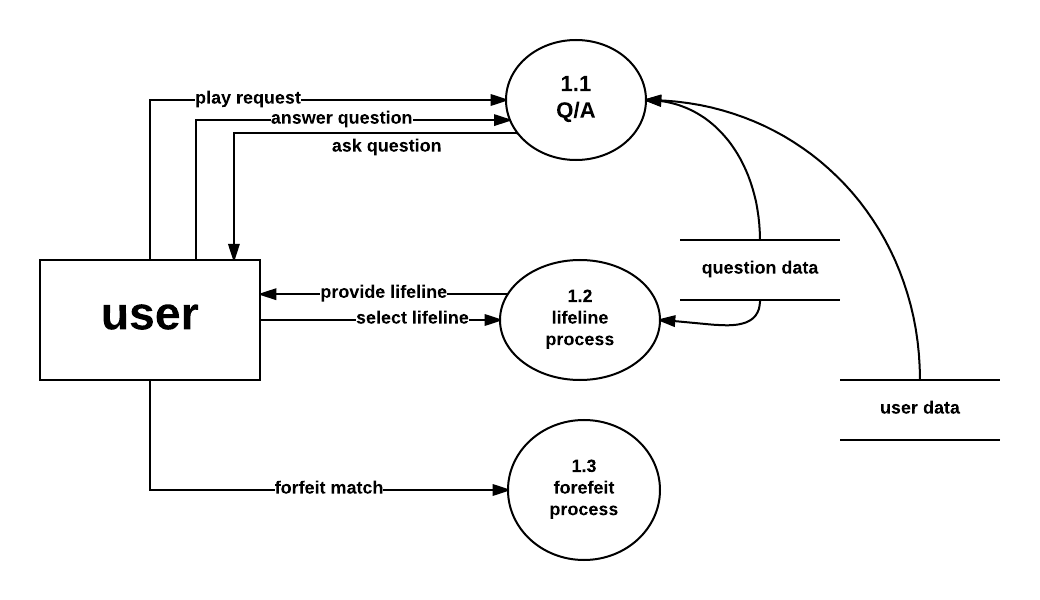 1.1
Q/A
play request
answer question
ask question
question data
user
provide lifeline
select lifeline
1.2
lifeline
process
user data
forfeit match
1.3
forefeit
process